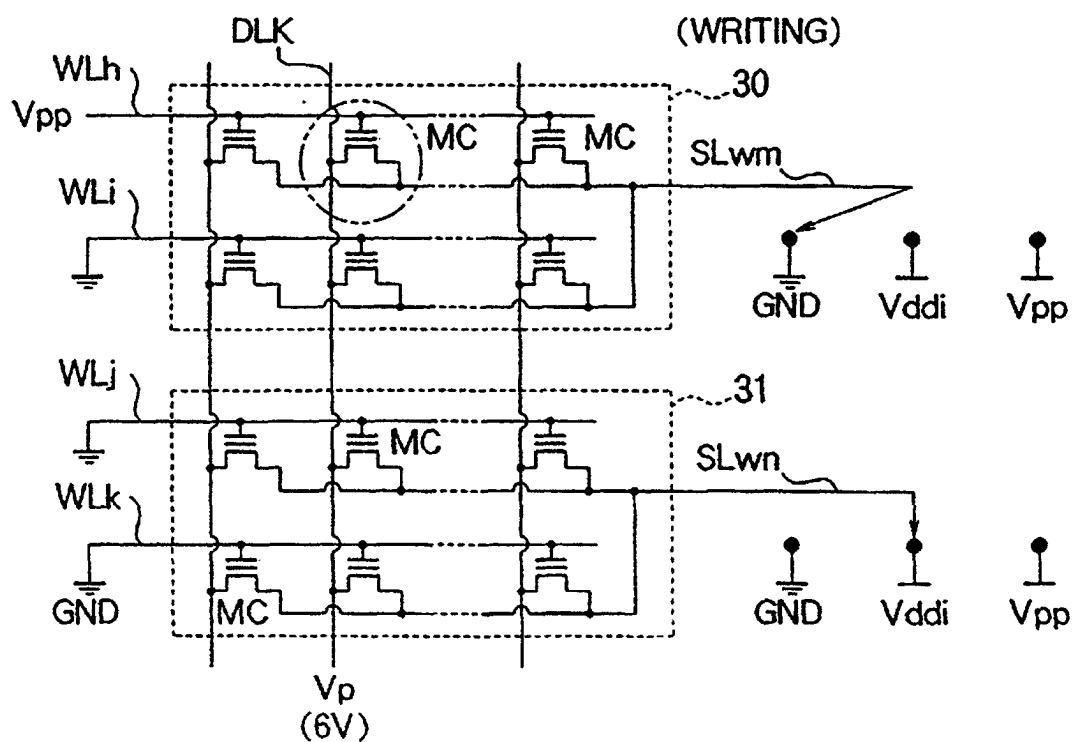 DLK (WRITING)
WLh 30
Vpp MC MC
SLwm
WLi
GND Vddi Vpp
WLj 31
MC
SLwn
WLk
GND MC GND Vddi Vpp
Vp
(6V)